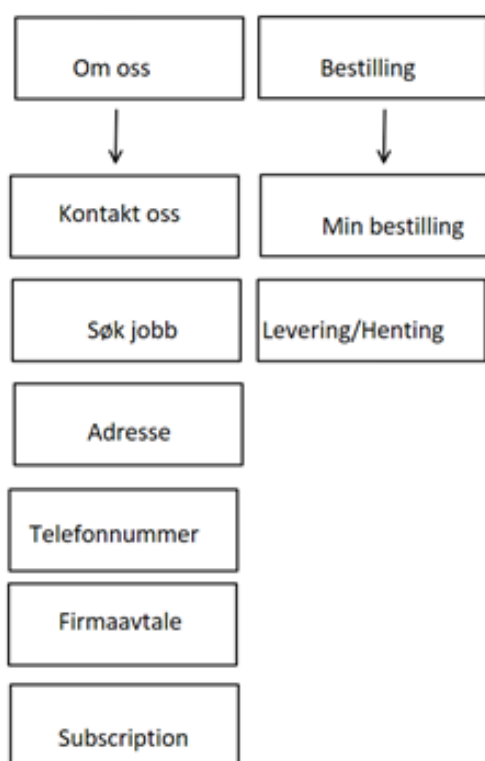 Om oss
Bestilling
Kontakt oss
Min bestilling
Søk jobb
Levering/Henting
Adresse
Telefonnummer
Firmaavtale
Subscription